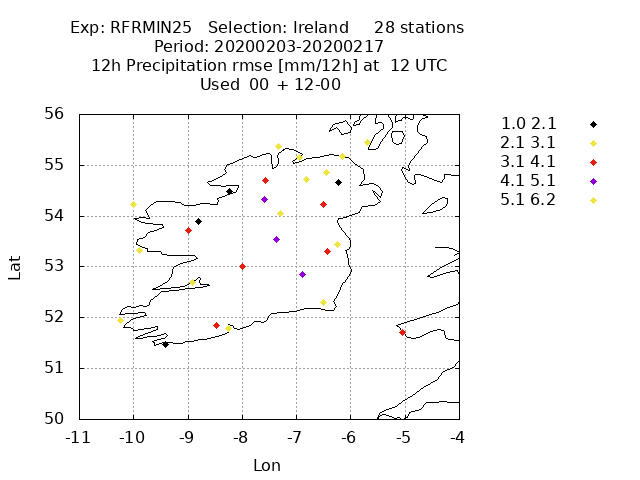 Exp: RFRMIN25   Selection: Ireland     28 stations
Period: 20200203-20200217
12h Precipitation rmse [mm/12h] at  12 UTC
Used  00 + 12-00
56
55
54
53
52
51
50
-11 -10 -9 -8 -7 -6 -5 -4
Lat
Lon
1.0 2.1
2.1 3.1
3.1 4.1
4.1 5.1
5.1 6.2